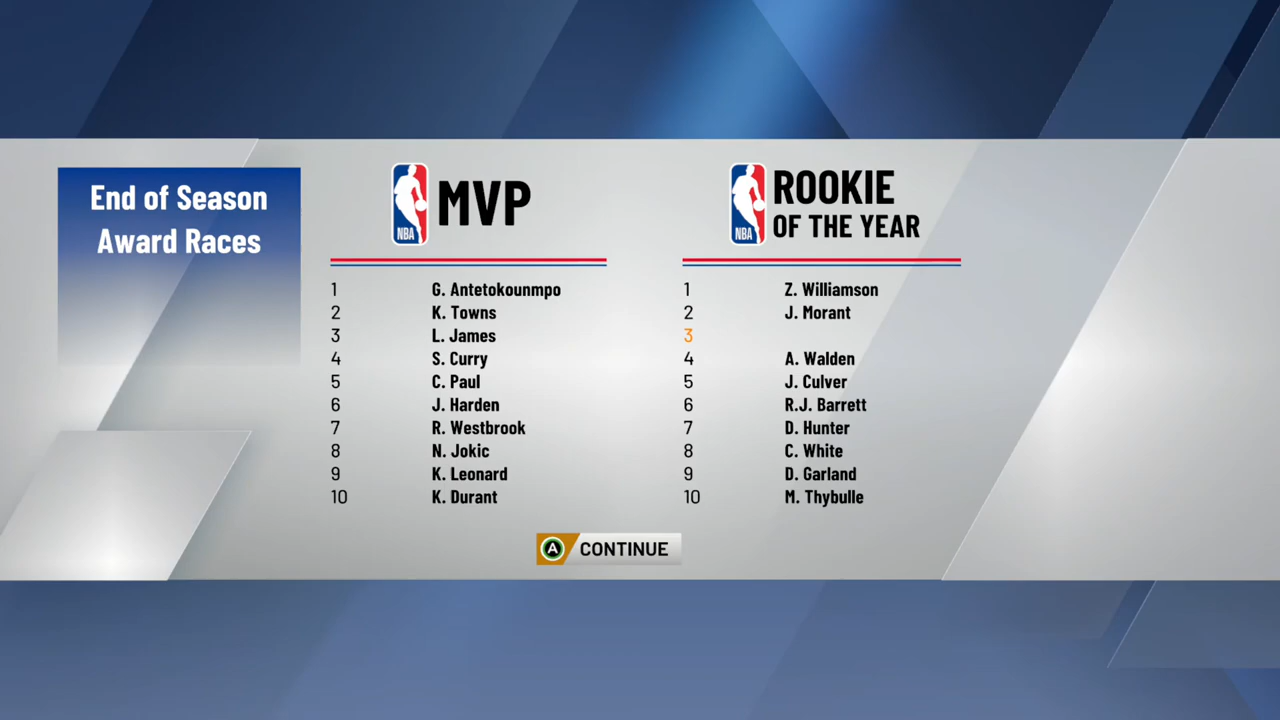 End of Season
Award Races
NBA
MVP
1 G. Antetokounmpo
2 K. Towns
3 L. James
4 S. Curry
5 C. Paul
6 J. Harden
7 R. Westbrook
8 N. Jokic
9 K. Leonard
10 K. Durant
NBA
ROOKIE
OF THE YEAR
1 Z. Williamson
2 J. Morant
3
4 A. Walden
5 J. Culver
6 R.J. Barrett
7 D. Hunter
8 C. White
9 D. Garland
10 M. Thybulle
A CONTINUE